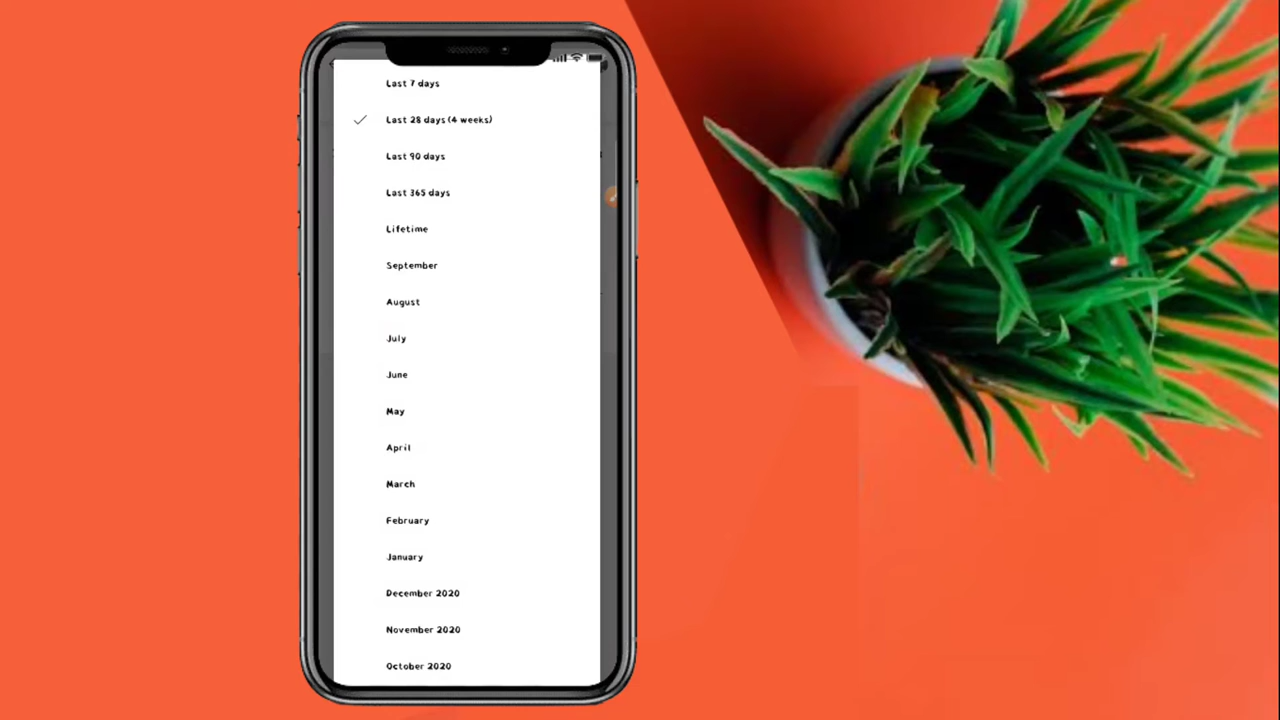 Last 7 days
Last 28 days (4 weeks)
Last 90 days
Last 365 days
Lifetime
September
August
July
June
May
April
March
February
January
December 2020
November 2020
October 2020